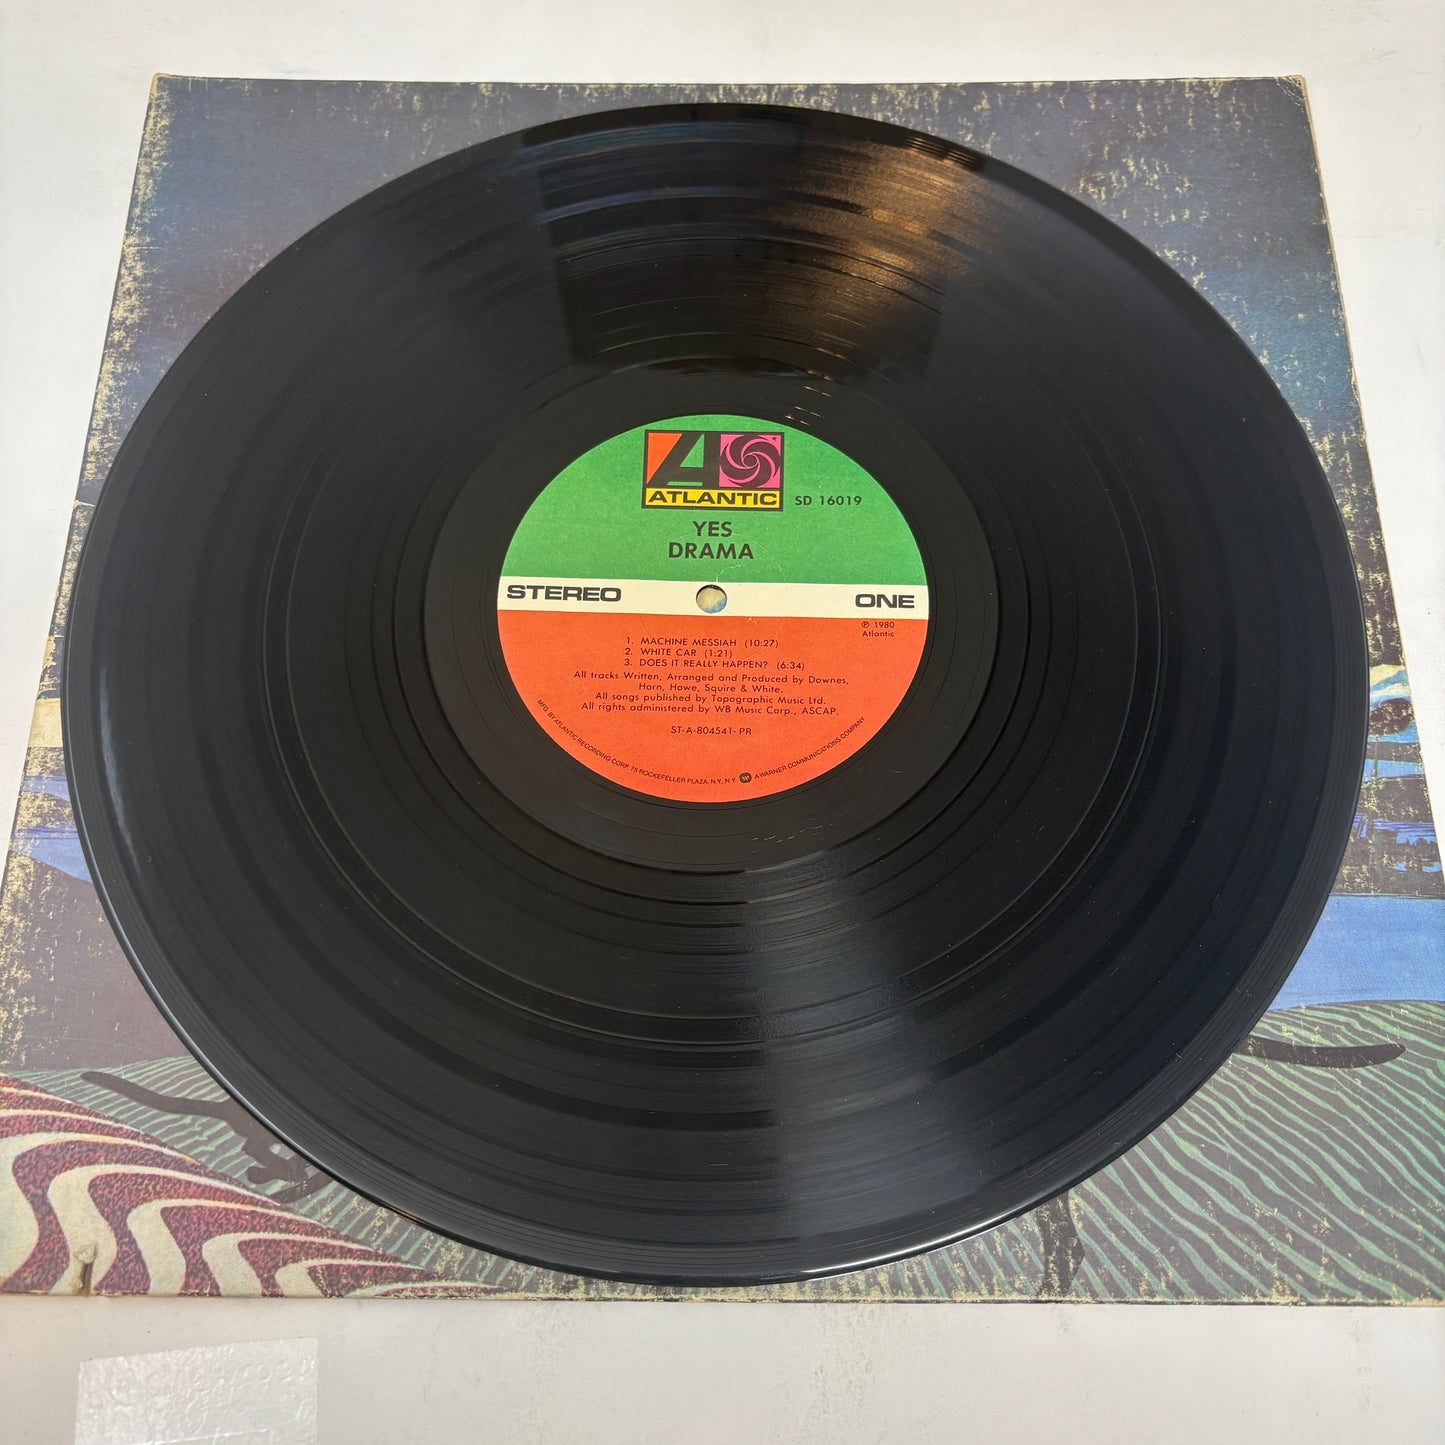 ATLANTIC
SD 16019
YES
DRAMA
STEREO
ONE
℗ 1980
Atlantic
1. MACHINE MESSIAH (10:27)
2. WHITE CAR (1:21)
3. DOES IT REALLY HAPPEN? (6:34)
All tracks Written, Arranged and Produced by Downes,
Horn, Howe, Squire & White.
All songs published by Topographic Music Ltd.
All rights administered by WB Music Corp., ASCAP.
ST-A-804541-PR
MFG. BY ATLANTIC RECORDING CORP. 75 ROCKEFELLER PLAZA, N.Y., N.Y. A WARNER COMMUNICATIONS COMPANY